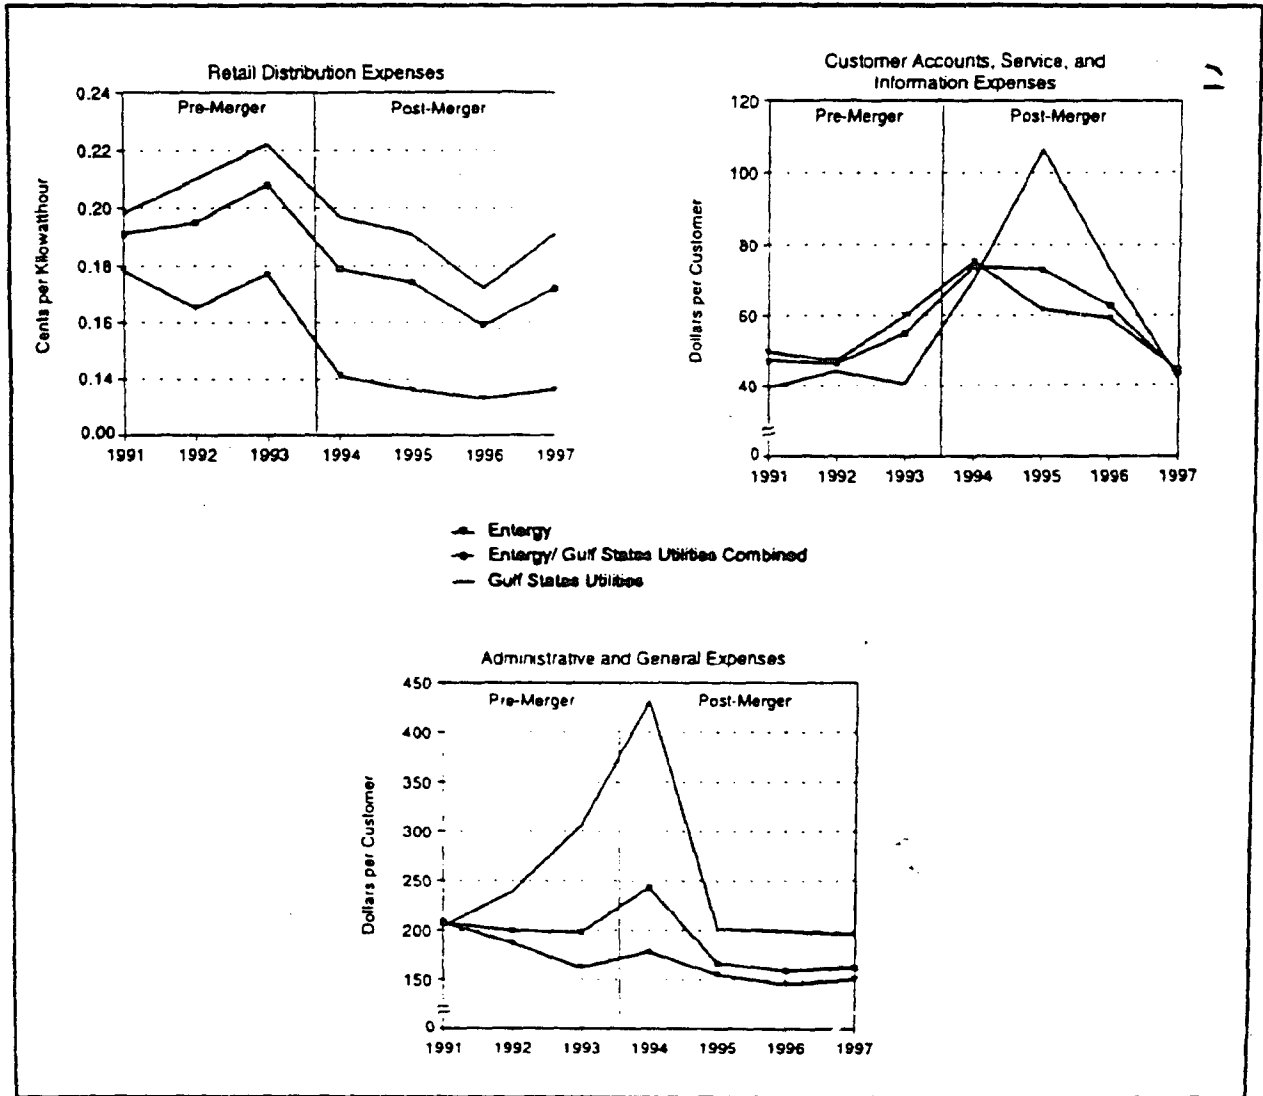 Retail Distribution Expenses
0.24
Pre-Merger
Post-Merger
0.22
0.20
0.18
0.16
0.14
0.00
Cents per Kilowatthour
1991 1992 1993 1994 1995 1996 1997
Customer Accounts, Service, and
Information Expenses
120
Pre-Merger
Post-Merger
100
80
60
40
0
Dollars per Customer
1991 1992 1993 1994 1995 1996 1997
Entergy
Entergy/ Gulf States Utilities Combined
Gulf States Utilities
Administrative and General Expenses
450
Pre-Merger
Post-Merger
400
350
300
250
200
150
0
Dollars per Customer
1991 1992 1993 1994 1995 1996 1997